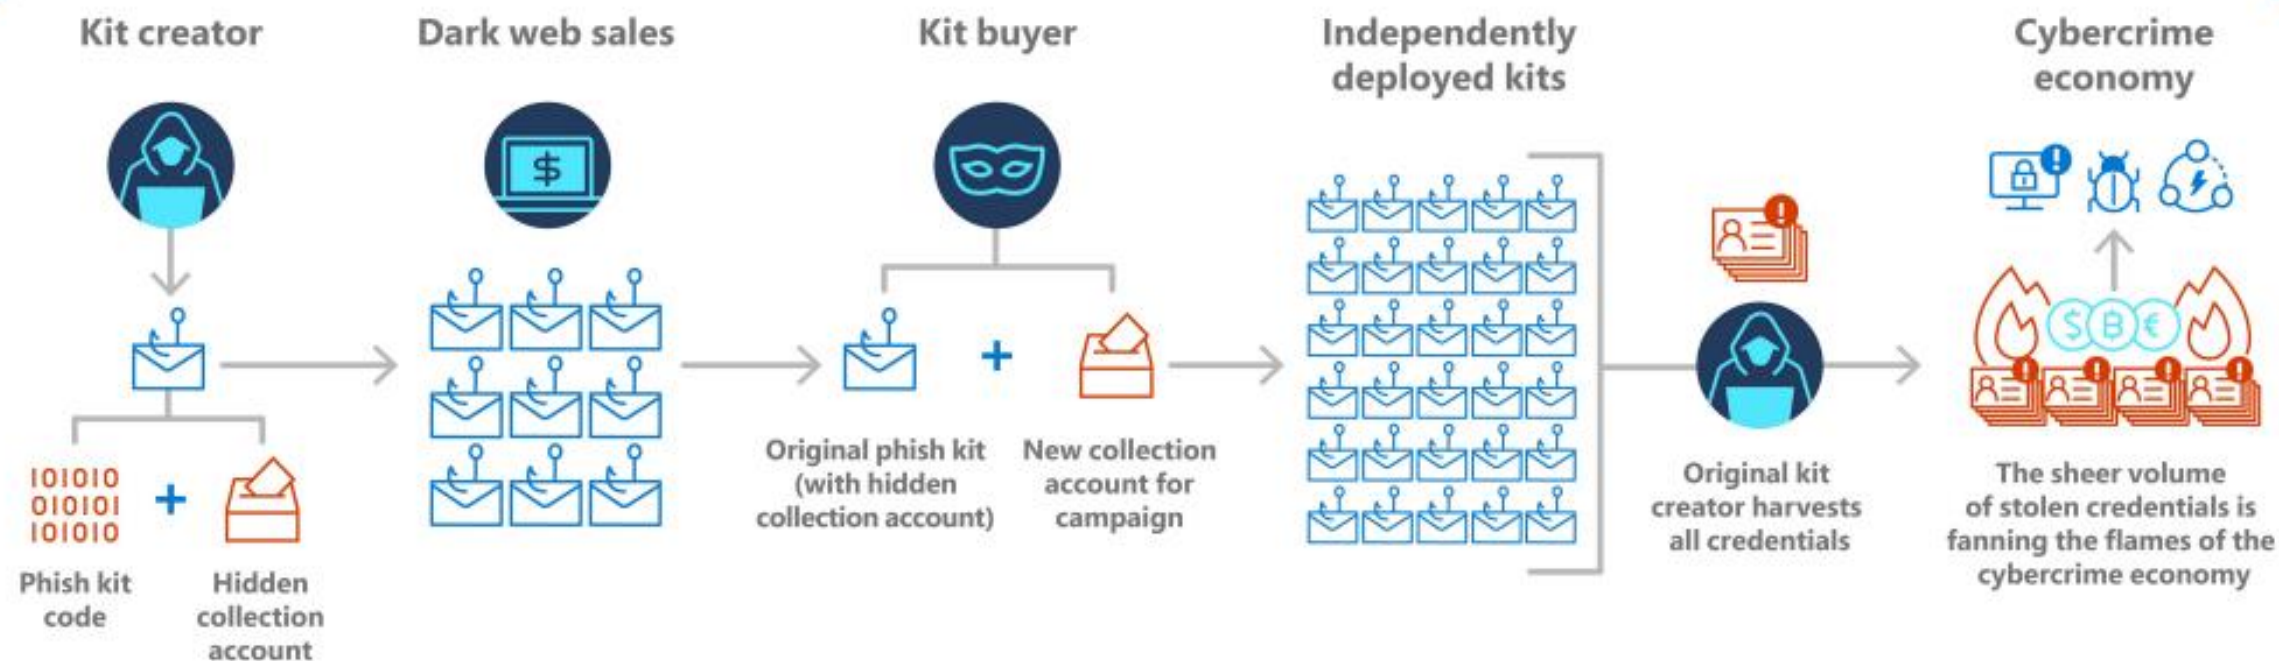 Kit creator
Dark web sales
Kit buyer
Independently
deployed kits
Cybercrime
economy
$
101010
010101
101010
Phish kit
code
Hidden
collection
account
Original phish kit
(with hidden
collection account)
New collection
account for
campaign
Original kit
creator harvests
all credentials
$ B €
The sheer volume
of stolen credentials is
fanning the flames of the
cybercrime economy